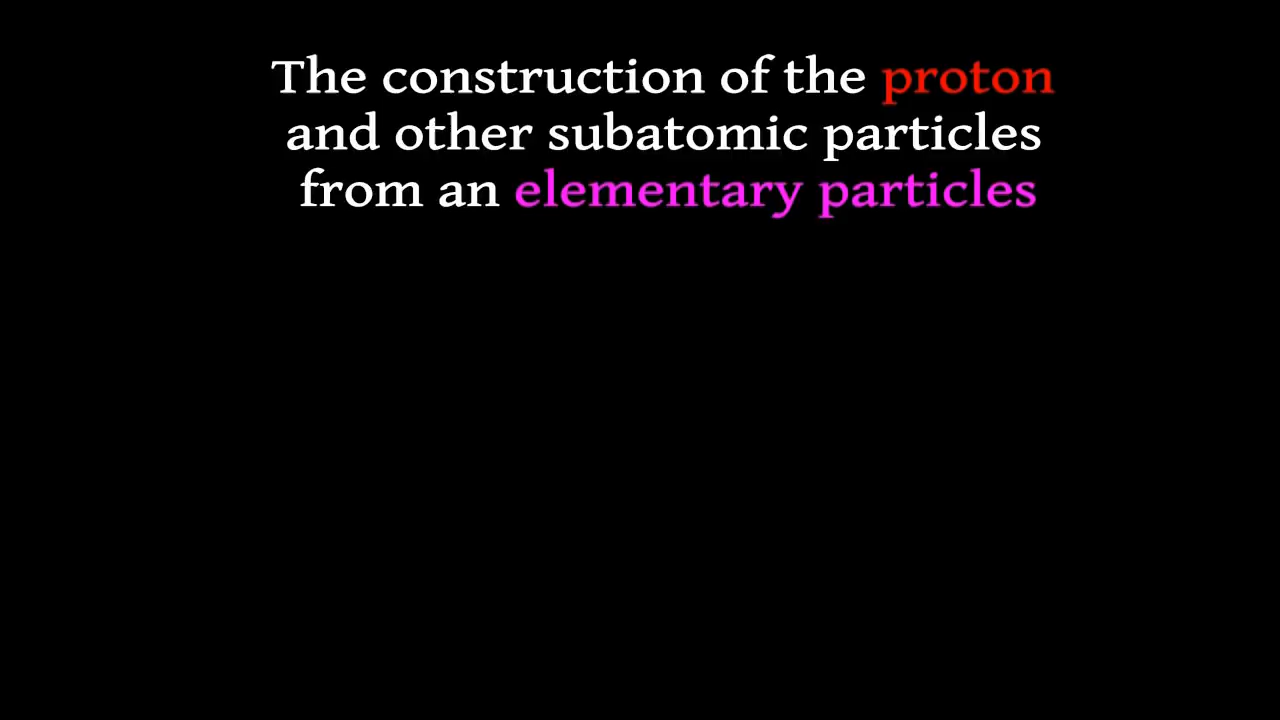 The construction of the proton
and other subatomic particles
from an elementary particles